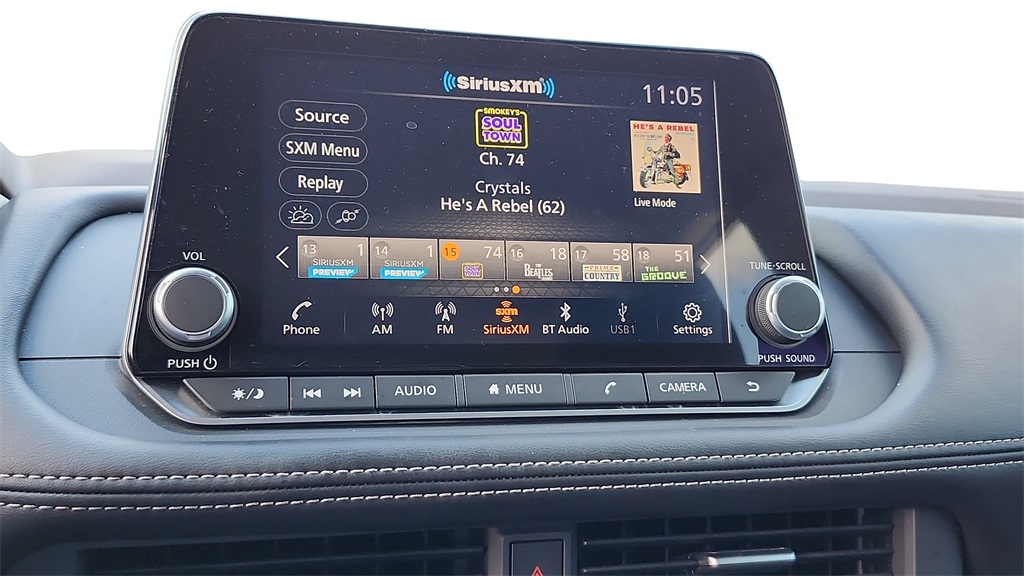 SiriusXM
11:05
Source
SXM Menu
Replay
SMOKEY'S
SOUL
TOWN
Ch. 74
Crystals
He's A Rebel (62)
HE'S A REBEL
Live Mode
13 1
SIRIUSXM
PREVIEW
14 1
SIRIUSXM
PREVIEW
15 74
SOUL
TOWN
16 18
THE
BEATLES
17 58
PRIME
COUNTRY
18 51
THE
GROOVE
VOL
PUSH
TUNE·SCROLL
PUSH SOUND
Phone
AM
FM
sxm
SiriusXM
BT Audio
USB1
Settings
AUDIO
MENU
CAMERA